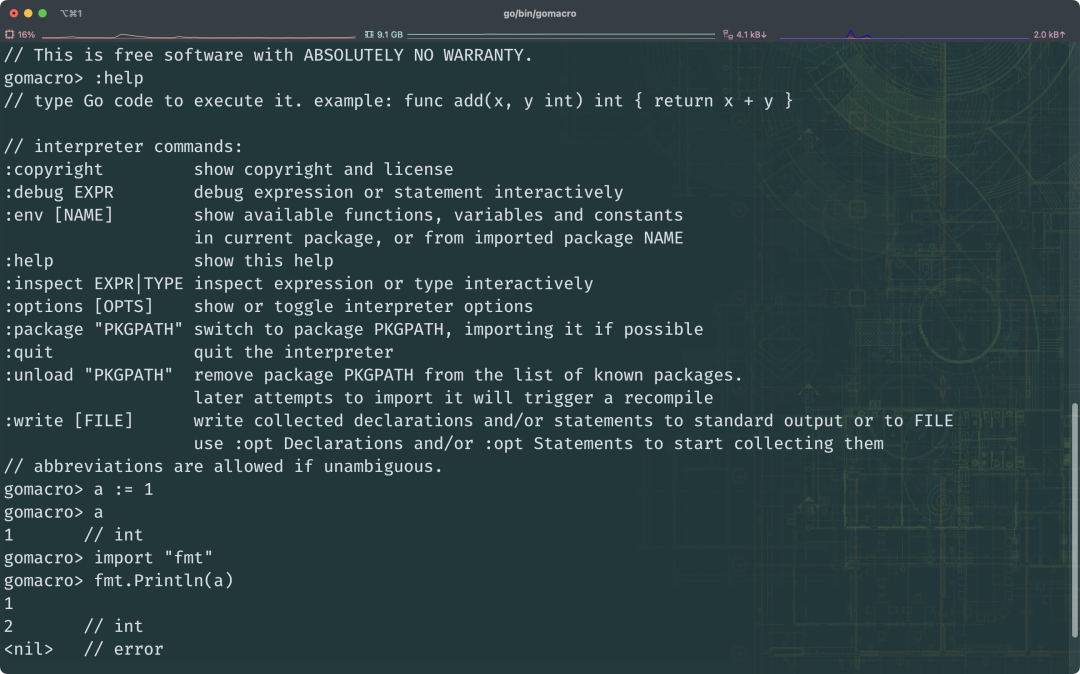 ⌥⌘1
go/bin/gomacro
16%
9.1 GB
4.1 kB↓
2.0 kB↑
// This is free software with ABSOLUTELY NO WARRANTY.
gomacro> :help
// type Go code to execute it. example: func add(x, y int) int { return x + y }
// interpreter commands:
:copyright         show copyright and license
:debug EXPR        debug expression or statement interactively
:env [NAME]        show available functions, variables and constants
                   in current package, or from imported package NAME
:help              show this help
:inspect EXPR|TYPE inspect expression or type interactively
:options [OPTS]    show or toggle interpreter options
:package "PKGPATH" switch to package PKGPATH, importing it if possible
:quit              quit the interpreter
:unload "PKGPATH"  remove package PKGPATH from the list of known packages.
                   later attempts to import it will trigger a recompile
:write [FILE]      write collected declarations and/or statements to standard output or to FILE
                   use :opt Declarations and/or :opt Statements to start collecting them
// abbreviations are allowed if unambiguous.
gomacro> a := 1
gomacro> a
1       // int
gomacro> import "fmt"
gomacro> fmt.Println(a)
1
2       // int
<nil>   // error